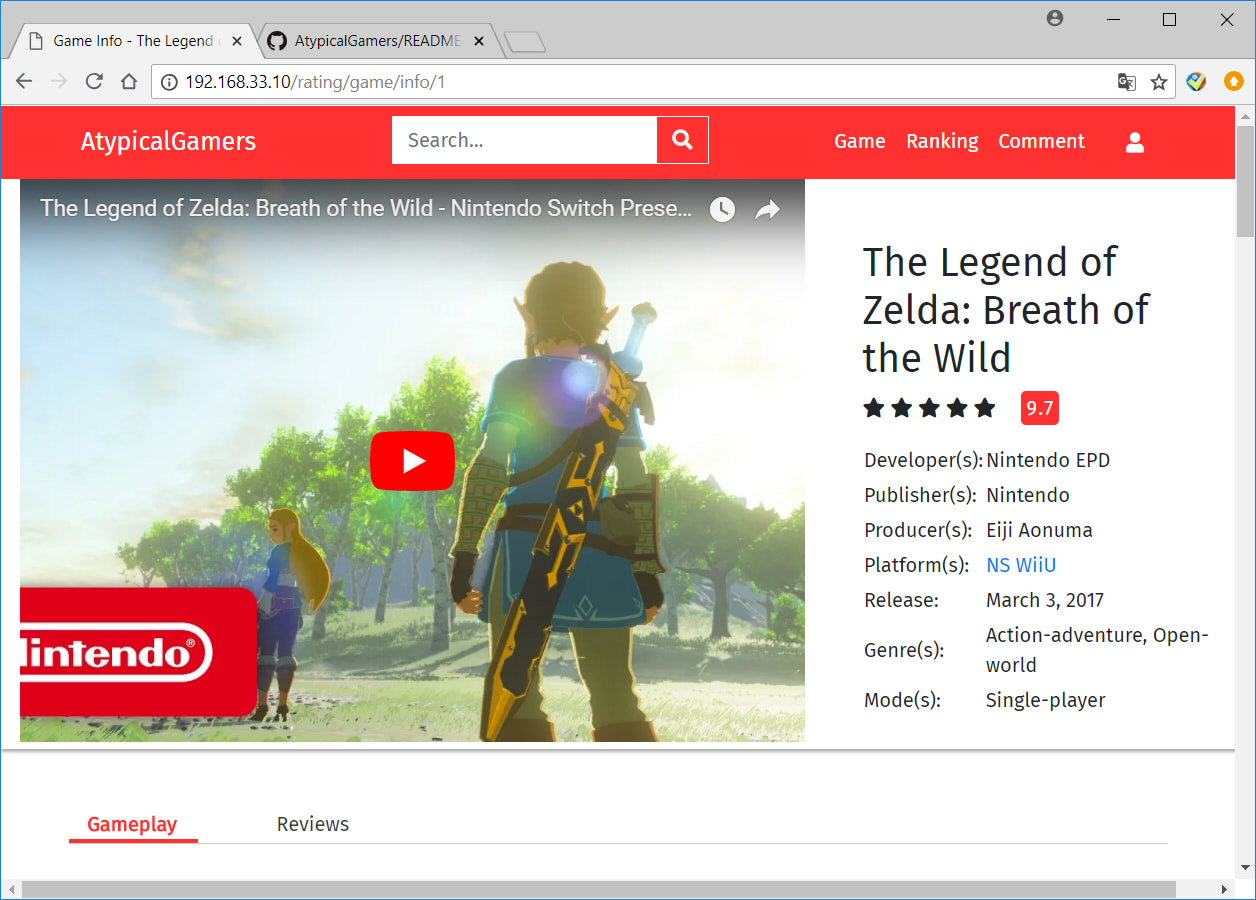 Game Info - The Legend
AtypicalGamers/README
192.168.33.10/rating/game/info/1
AtypicalGamers
Search...
Game
Ranking
Comment
The Legend of Zelda: Breath of the Wild - Nintendo Switch Prese...
Nintendo®
The Legend of
Zelda: Breath of
the Wild
9.7
Developer(s): Nintendo EPD
Publisher(s): Nintendo
Producer(s): Eiji Aonuma
Platform(s): NS WiiU
Release: March 3, 2017
Genre(s): Action-adventure, Open-
world
Mode(s): Single-player
Gameplay
Reviews